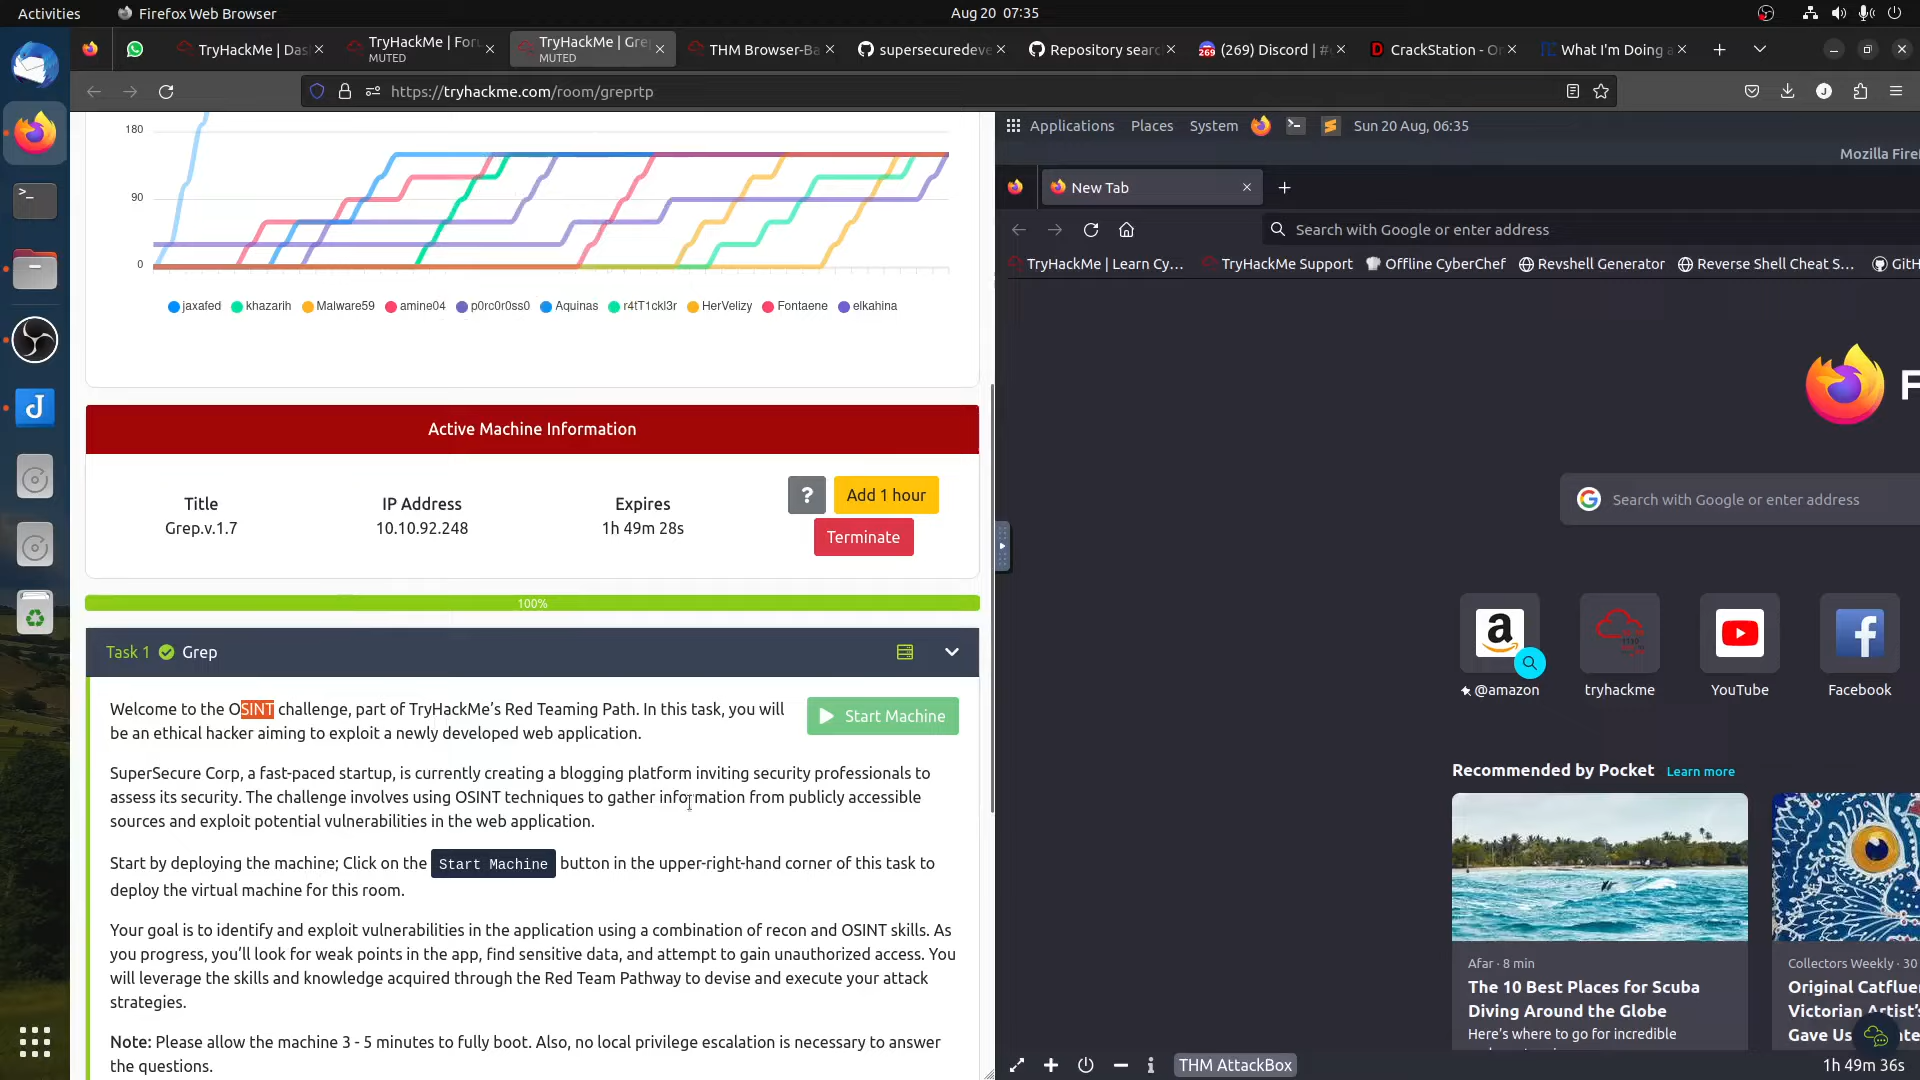 Activities
Firefox Web Browser
Aug 20 07:35
TryHackMe | Das
TryHackMe | For
MUTED
TryHackMe | Gre
MUTED
THM Browser-Ba
supersecuredeve
Repository searc
(269) Discord | #
CrackStation - O
What I'm Doing a
https://tryhackme.com/room/greprtp
180
90
0
jaxafed
khazarih
Malware59
amine04
p0rc0r0ss0
Aquinas
r4tT1ckl3r
HerVelizy
Fontaene
elkahina
Active Machine Information
Title
IP Address
Expires
Grep.v.1.7
10.10.92.248
1h 49m 28s
?
Add 1 hour
Terminate
100%
Task 1
Grep
Welcome to the OSINT challenge, part of TryHackMe’s Red Teaming Path. In this task, you will
be an ethical hacker aiming to exploit a newly developed web application.
Start Machine
SuperSecure Corp, a fast-paced startup, is currently creating a blogging platform inviting security professionals to
assess its security. The challenge involves using OSINT techniques to gather information from publicly accessible
sources and exploit potential vulnerabilities in the web application.
Start by deploying the machine; Click on the Start Machine button in the upper-right-hand corner of this task to
deploy the virtual machine for this room.
Your goal is to identify and exploit vulnerabilities in the application using a combination of recon and OSINT skills. As
you progress, you’ll look for weak points in the app, find sensitive data, and attempt to gain unauthorized access. You
will leverage the skills and knowledge acquired through the Red Team Pathway to devise and execute your attack
strategies.
Note: Please allow the machine 3 - 5 minutes to fully boot. Also, no local privilege escalation is necessary to answer
the questions.
Applications
Places
System
Sun 20 Aug, 06:35
Mozilla Fire
New Tab
Search with Google or enter address
TryHackMe | Learn Cy...
TryHackMe Support
Offline CyberChef
Revshell Generator
Reverse Shell Cheat S...
GitH
F
Search with Google or enter address
@amazon
tryhackme
YouTube
Facebook
Recommended by Pocket
Learn more
Afar · 8 min
The 10 Best Places for Scuba
Diving Around the Globe
Here’s where to go for incredible
Collectors Weekly · 30
Original Catfluen
Victorian Artist’s
Gave Us
THM AttackBox
1h 49m 36s